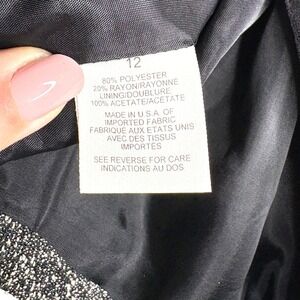 12
80% POLYESTER
20% RAYON/RAYONNE
LINING/DOUBLURE
100% ACETATE/ACETATE
MADE IN U.S.A. OF
IMPORTED FABRIC
FABRIQUE AUX ETATS UNIS
AVEC DES TISSUS
IMPORTES
SEE REVERSE FOR CARE
INDICATIONS AU DOS